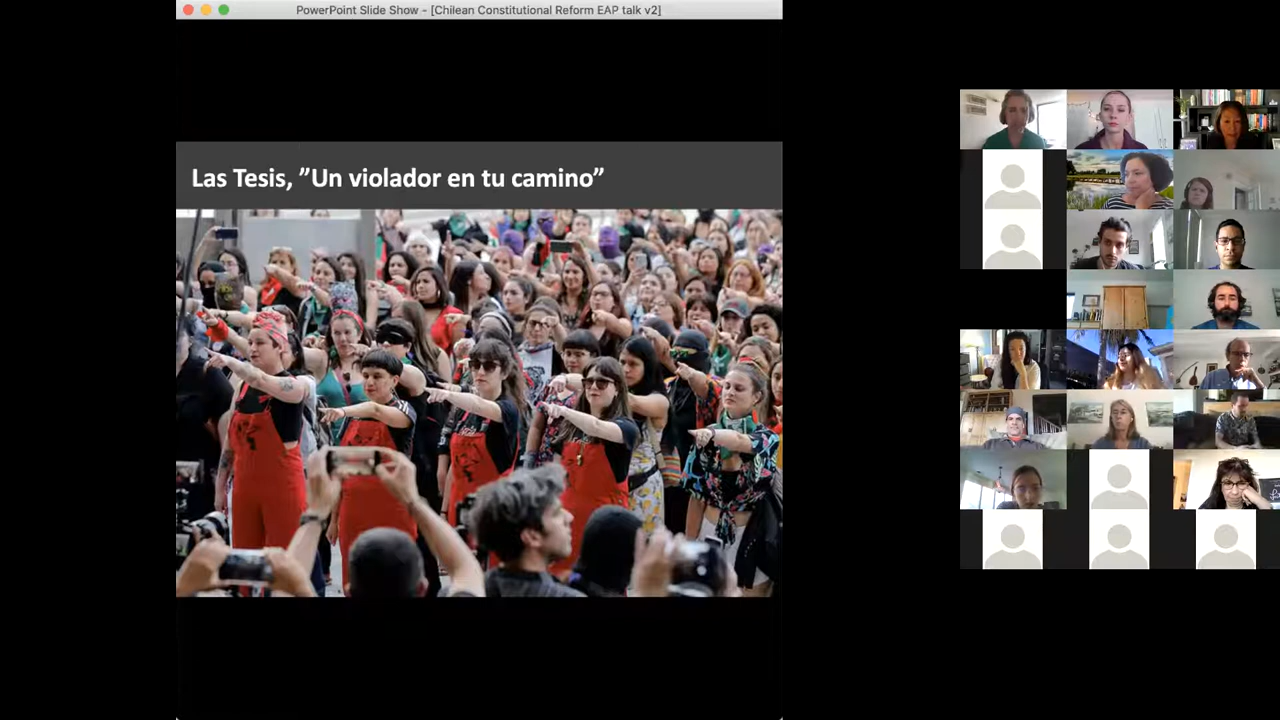 PowerPoint Slide Show - [Chilean Constitutional Reform EAP talk v2]
Las Tesis, ”Un violador en tu camino”